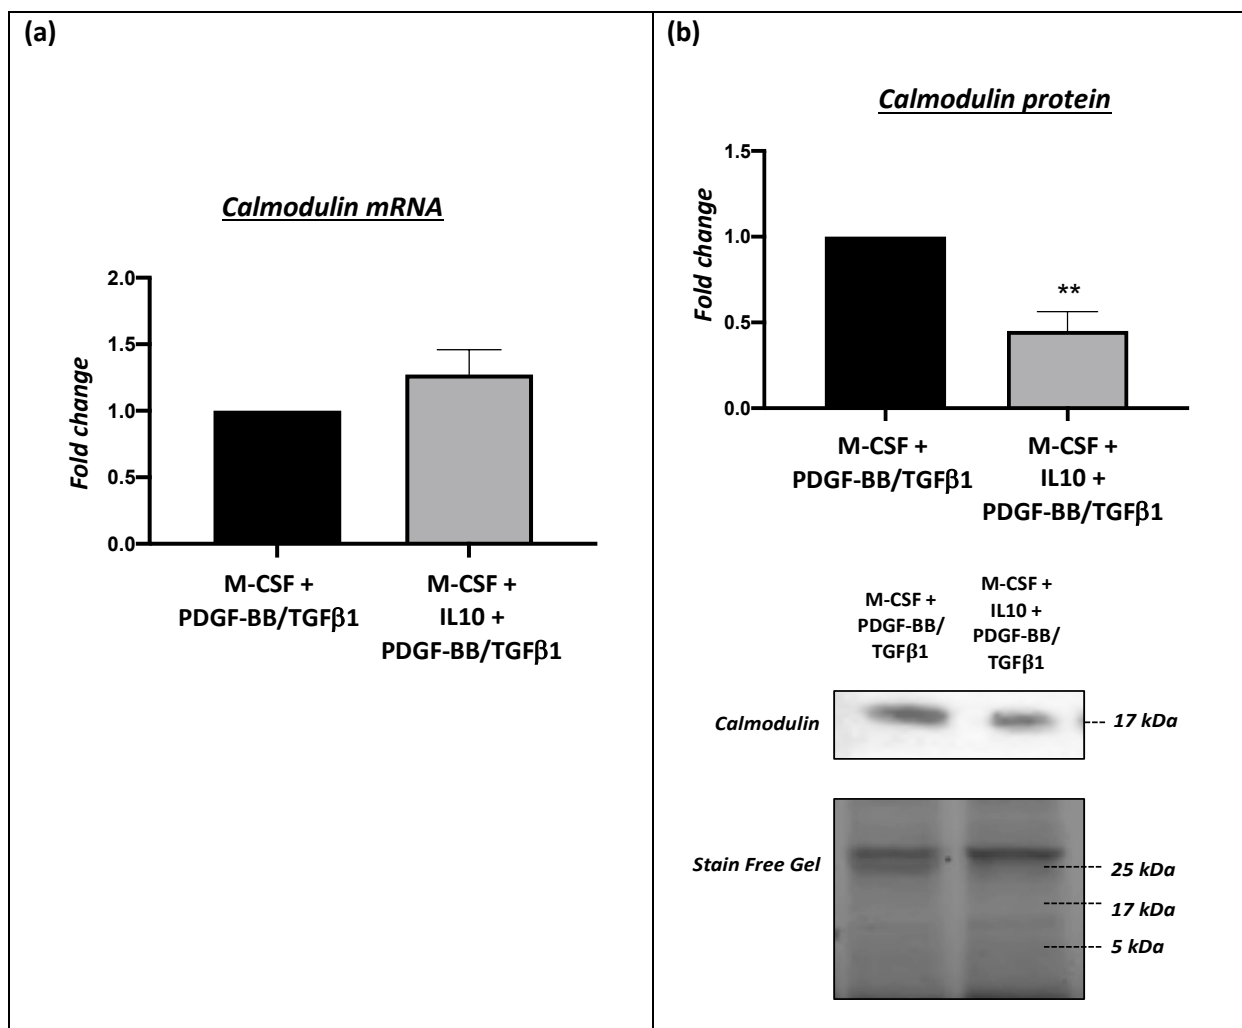 (a)
Calmodulin mRNA
Fold change
2.0
1.5
1.0
0.5
0.0
M-CSF +
PDGF-BB/TGFβ1
M-CSF +
IL10 +
PDGF-BB/TGFβ1
(b)
Calmodulin protein
Fold change
1.5
1.0
0.5
0.0
**
M-CSF +
PDGF-BB/TGFβ1
M-CSF +
IL10 +
PDGF-BB/TGFβ1
M-CSF +
PDGF-BB/
TGFβ1
M-CSF +
IL10 +
PDGF-BB/
TGFβ1
Calmodulin
17 kDa
Stain Free Gel
25 kDa
17 kDa
5 kDa